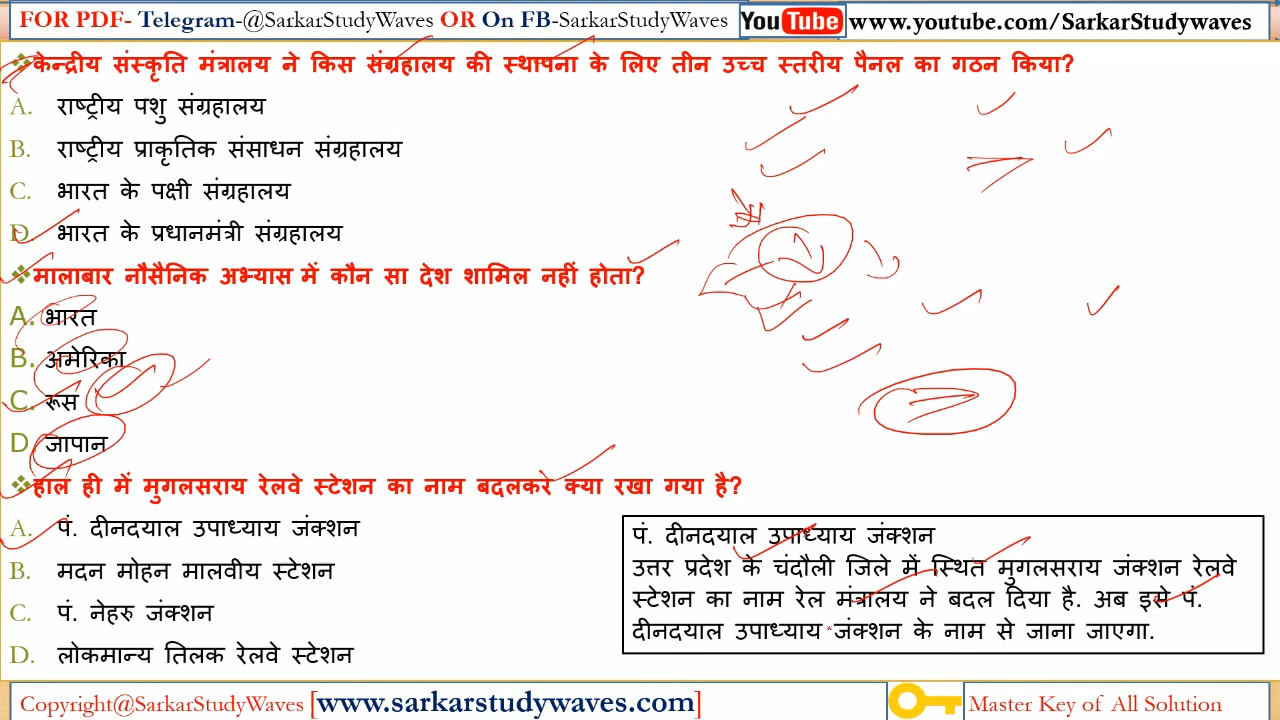 FOR PDF- Telegram-@SarkarStudyWaves OR On FB-SarkarStudyWaves
YouTube www.youtube.com/SarkarStudywaves
केन्द्रीय संस्कृति मंत्रालय ने किस संग्रहालय की स्थापना के लिए तीन उच्च स्तरीय पैनल का गठन किया?
A. राष्ट्रीय पशु संग्रहालय
B. राष्ट्रीय प्राकृतिक संसाधन संग्रहालय
C. भारत के पक्षी संग्रहालय
D. भारत के प्रधानमंत्री संग्रहालय
मालाबार नौसैनिक अभ्यास में कौन सा देश शामिल नहीं होता?
A. भारत
B. अमेरिका
C. रूस
D. जापान
हाल ही में मुगलसराय रेलवे स्टेशन का नाम बदलकर क्या रखा गया है?
A. पं. दीनदयाल उपाध्याय जंक्शन
B. मदन मोहन मालवीय स्टेशन
C. पं. नेहरु जंक्शन
D. लोकमान्य तिलक रेलवे स्टेशन
पं. दीनदयाल उपाध्याय जंक्शन
उत्तर प्रदेश के चंदौली जिले में स्थित मुगलसराय जंक्शन रेलवे
स्टेशन का नाम रेल मंत्रालय ने बदल दिया है. अब इसे पं.
दीनदयाल उपाध्याय जंक्शन के नाम से जाना जाएगा.
Copyright@SarkarStudyWaves [www.sarkarstudywaves.com]
Master Key of All Solution